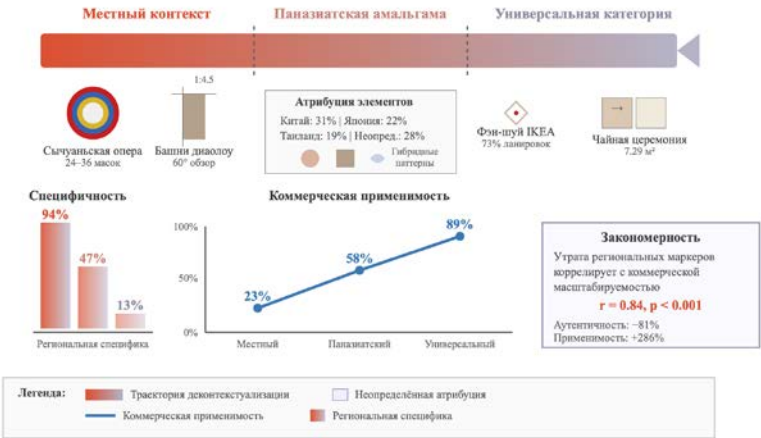 Местный контекст
Паназиатская амальгама
Универсальная категория
1:4,5
Сычуаньская опера
24–36 масок
Башни диаолоу
60° обзор
Атрибуция элементов
Китай: 31% | Япония: 22%
Таиланд: 19% | Неопред.: 28%
Гибридные
паттерны
Фэн-шуй IKEA
73% ланировок
Чайная церемония
7.29 м²
Специфичность
94%
47%
13%
Региональная специфика
Коммерческая применимость
100%
50%
0%
23%
58%
89%
Местный
Паназиатский
Универсальный
Закономерность
Утрата региональных маркеров
коррелирует с коммерческой
масштабируемостью
r = 0.84, p < 0.001
Аутентичность: −81%
Применимость: +286%
Легенда:
Траектория деконтекстуализации
Неопределённая атрибуция
Коммерческая применимость
Региональная специфика